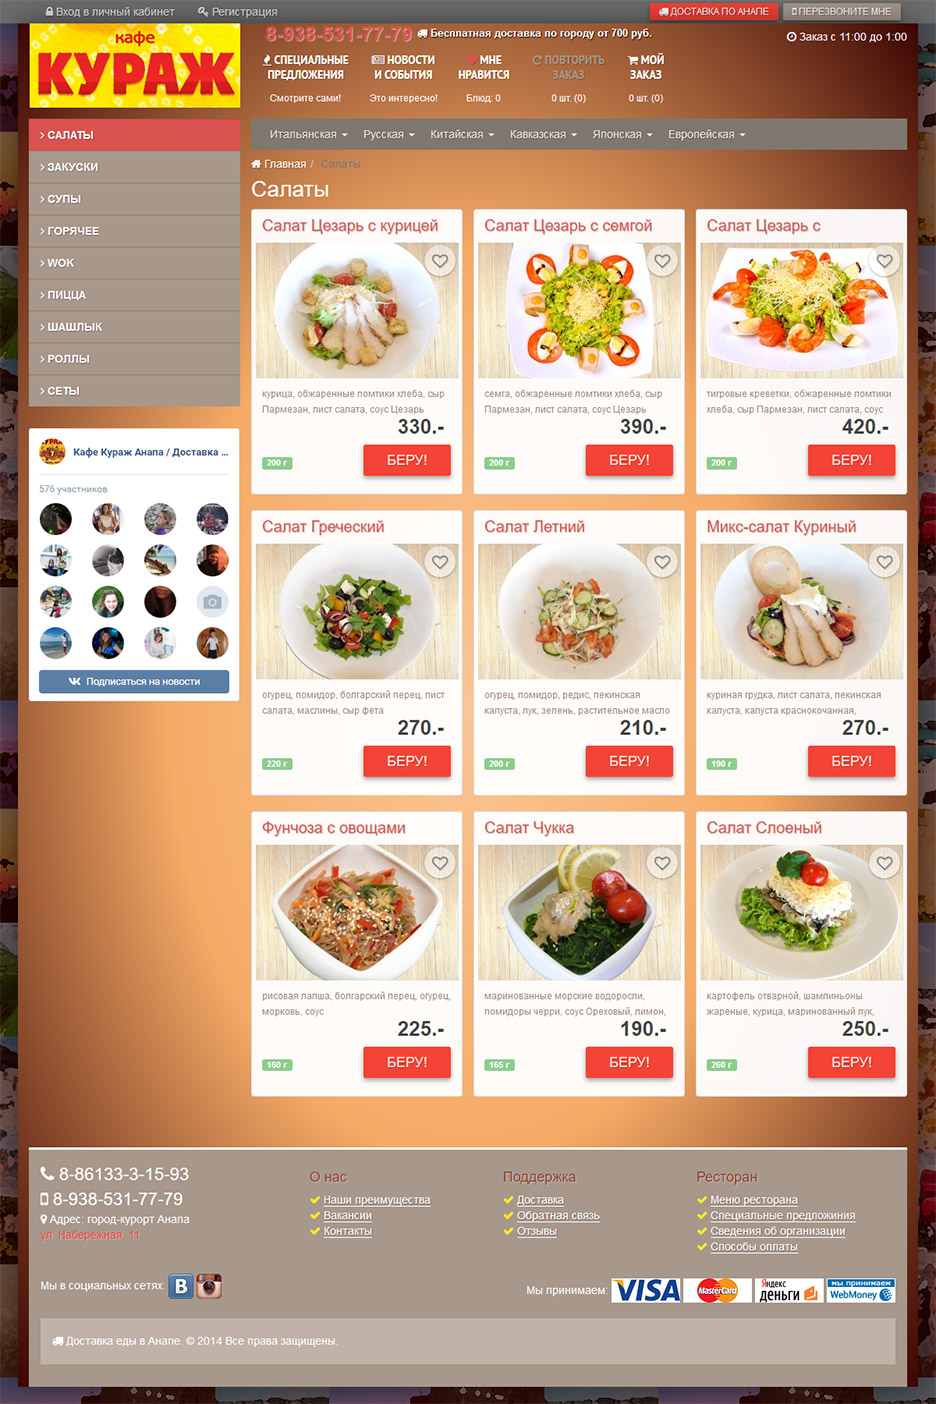 Вход в личный кабинет
Регистрация
ДОСТАВКА ПО АНАПЕ
ПЕРЕЗВОНИТЕ МНЕ
кафе
КУРАЖ
8-938-531-77-79
Бесплатная доставка по городу от 700 руб.
Заказ с 11:00 до 1:00
СПЕЦИАЛЬНЫЕ
ПРЕДЛОЖЕНИЯ
Смотрите сами!
НОВОСТИ
И СОБЫТИЯ
Это интересно!
МНЕ
НРАВИТСЯ
Блюд: 0
ПОВТОРИТЬ
ЗАКАЗ
0 шт. (0)
МОЙ
ЗАКАЗ
0 шт. (0)
САЛАТЫ
ЗАКУСКИ
СУПЫ
ГОРЯЧЕЕ
WOK
ПИЦЦА
ШАШЛЫК
РОЛЛЫ
СЕТЫ
Кафе Кураж Анапа / Доставка ...
576 участников
Подписаться на новости
Итальянская
Русская
Китайская
Кавказская
Японская
Европейская
Главная / Салаты
Салаты
Салат Цезарь с курицей
курица, обжаренные ломтики хлеба, сыр
Пармезан, лист салата, соус Цезарь
330.-
200 г
БЕРУ!
Салат Цезарь с семгой
семга, обжаренные ломтики хлеба, сыр
Пармезан, лист салата, соус Цезарь
390.-
200 г
БЕРУ!
Салат Цезарь с
тигровые креветки, обжаренные ломтики
хлеба, сыр Пармезан, лист салата, соус
420.-
200 г
БЕРУ!
Салат Греческий
огурец, помидор, болгарский перец, лист
салата, маслины, сыр фета
270.-
220 г
БЕРУ!
Салат Летний
огурец, помидор, редис, пекинская
капуста, лук, зелень, растительное масло
210.-
200 г
БЕРУ!
Микс-салат Куриный
куриная грудка, лист салата, пекинская
капуста, капуста краснокочанная,
270.-
190 г
БЕРУ!
Фунчоза с овощами
рисовая лапша, болгарский перец, огурец,
морковь, соус
225.-
160 г
БЕРУ!
Салат Чукка
маринованные морские водоросли,
помидоры черри, соус Ореховый, лимон,
190.-
165 г
БЕРУ!
Салат Слоеный
картофель отварной, шампиньоны
жареные, курица, маринованный лук,
250.-
260 г
БЕРУ!
8-86133-3-15-93
8-938-531-77-79
Адрес: город-курорт Анапа
ул. Набережная, 11
О нас
Наши преимущества
Вакансии
Контакты
Поддержка
Доставка
Обратная связь
Отзывы
Ресторан
Меню ресторана
Специальные предложиния
Сведения об организации
Способы оплаты
Мы в социальных сетях: B
Мы принимаем:
VISA
MasterCard
Яндекс
деньги
мы принимаем
WebMoney
Доставка еды в Анапе. © 2014 Все права защищены.